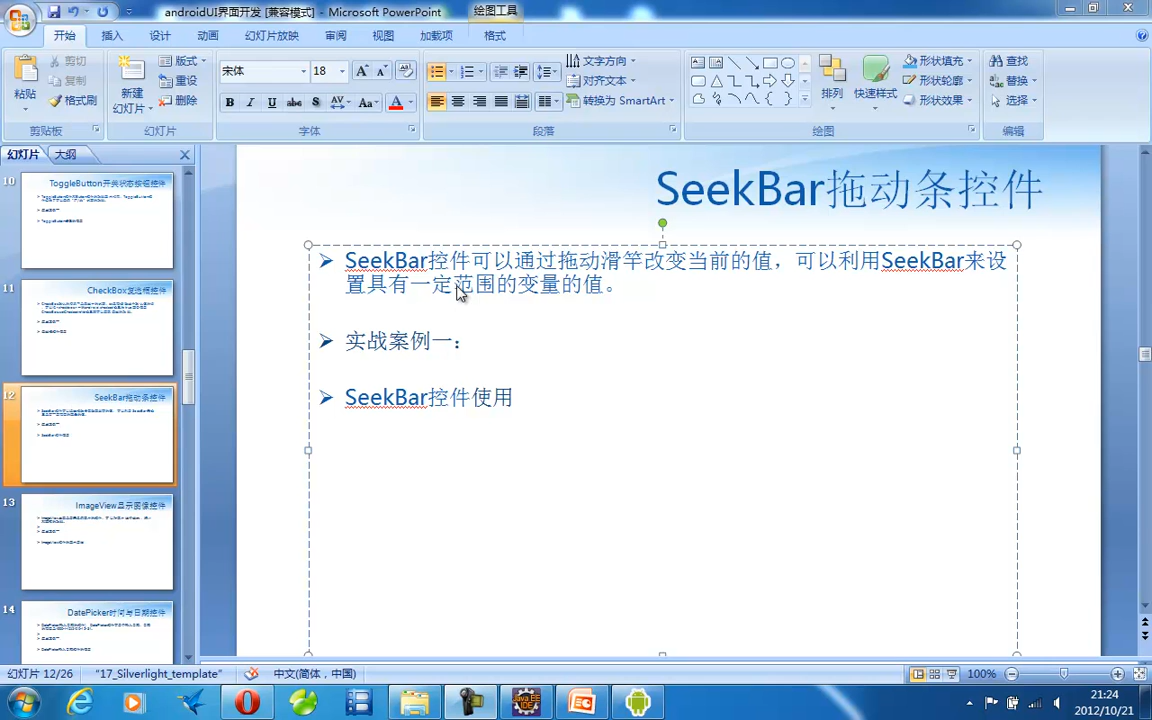 androidUI界面开发 [兼容模式] - Microsoft PowerPoint
绘图工具
开始 插入 设计 动画 幻灯片放映 审阅 视图 加载项 格式
粘贴
剪切
复制
格式刷
剪贴板
新建
幻灯片
版式
重设
删除
幻灯片
宋体 18
B I U abc S AV Aa A
字体
文字方向
对齐文本
转换为 SmartArt
段落
排列
快速样式
形状填充
形状轮廓
形状效果
绘图
查找
替换
选择
编辑
幻灯片 大纲
10
ToggleButton开关状态按钮控件
11
CheckBox复选框控件
12
SeekBar拖动条控件
13
ImageView显示图像控件
14
DatePicker时间与日期控件
SeekBar拖动条控件
SeekBar控件可以通过拖动滑竿改变当前的值，可以利用SeekBar来设
置具有一定范围的变量的值。
实战案例一：
SeekBar控件使用
幻灯片 12/26 "17_Silverlight_template" 中文(简体，中国) 100%
21:24
2012/10/21